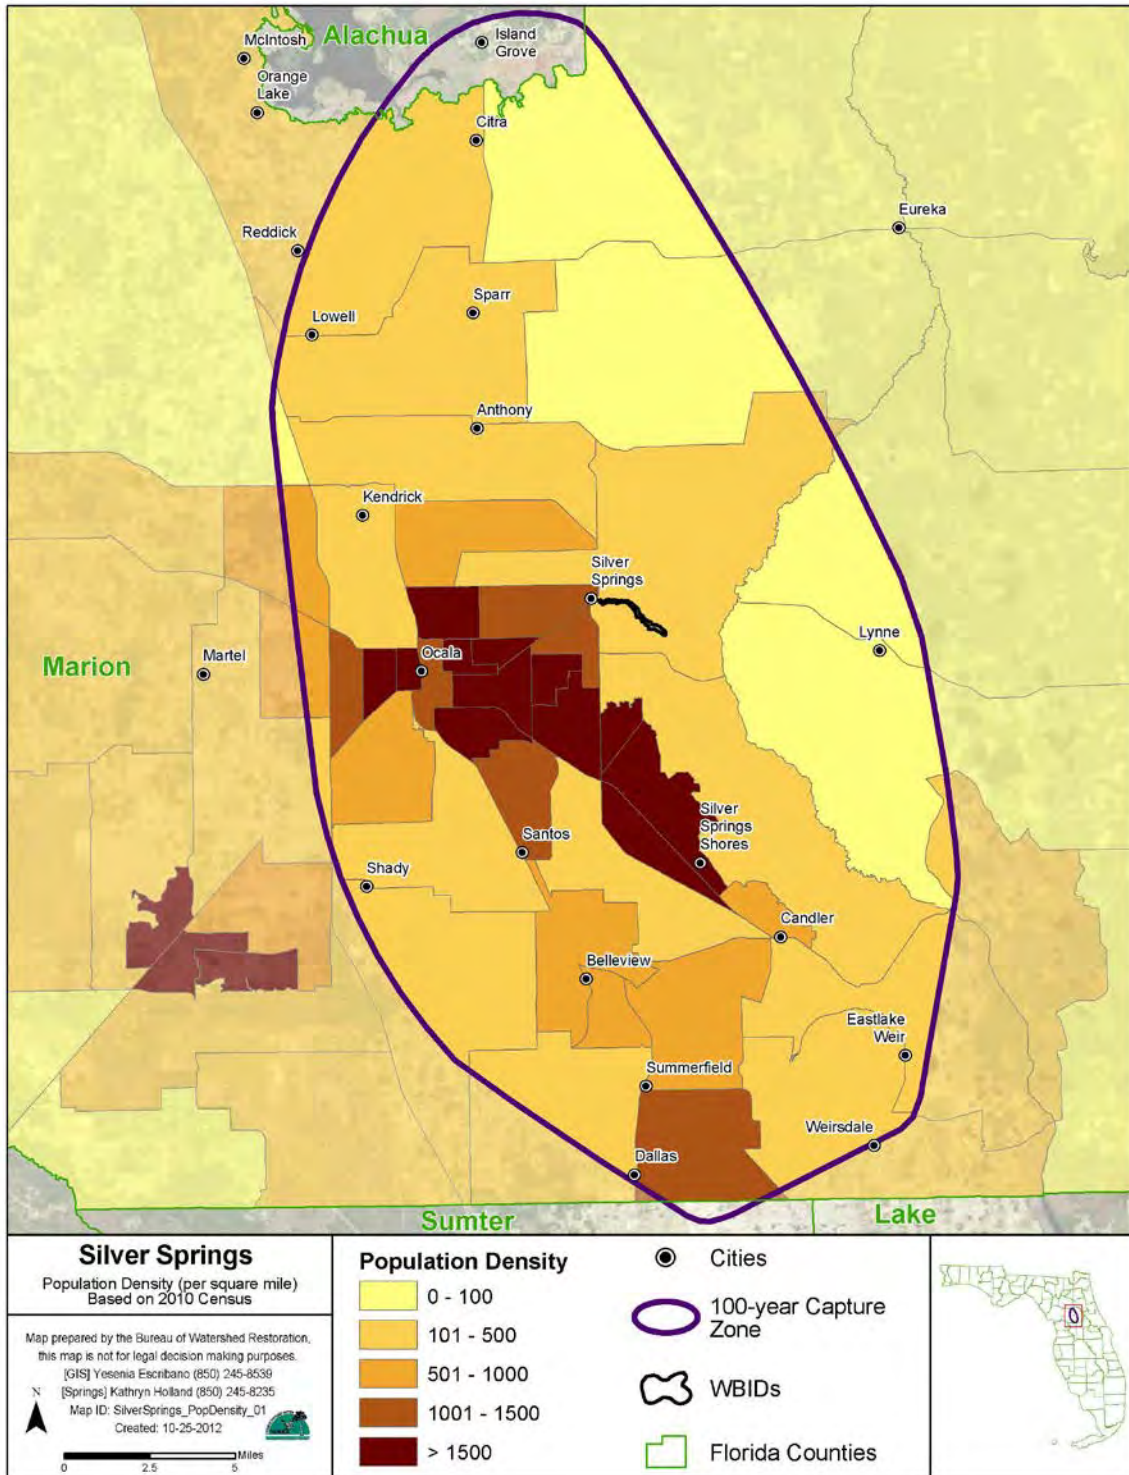 Alachua
McIntosh
Island
Grove
Orange
Lake
Citra
Eureka
Reddick
Sparr
Lowell
Anthony
Kendrick
Silver
Springs
Lynne
Marion
Martel
Ocala
Silver
Springs
Shores
Santos
Shady
Candler
Belleview
Eastlake
Weir
Summerfield
Weirsdale
Dallas
Sumter
Lake
Silver Springs
Population Density (per square mile)
Based on 2010 Census
Map prepared by the Bureau of Watershed Restoration,
this map is not for legal decision making purposes.
[GIS] Yesenia Escribano (850) 245-8539
[Springs] Kathryn Holland (850) 245-8235
Map ID: SilverSprings_PopDensity_01
Created: 10-25-2012
N
Miles
0 2.5 5
Population Density
0 - 100
101 - 500
501 - 1000
1001 - 1500
> 1500
Cities
100-year Capture
Zone
WBIDs
Florida Counties